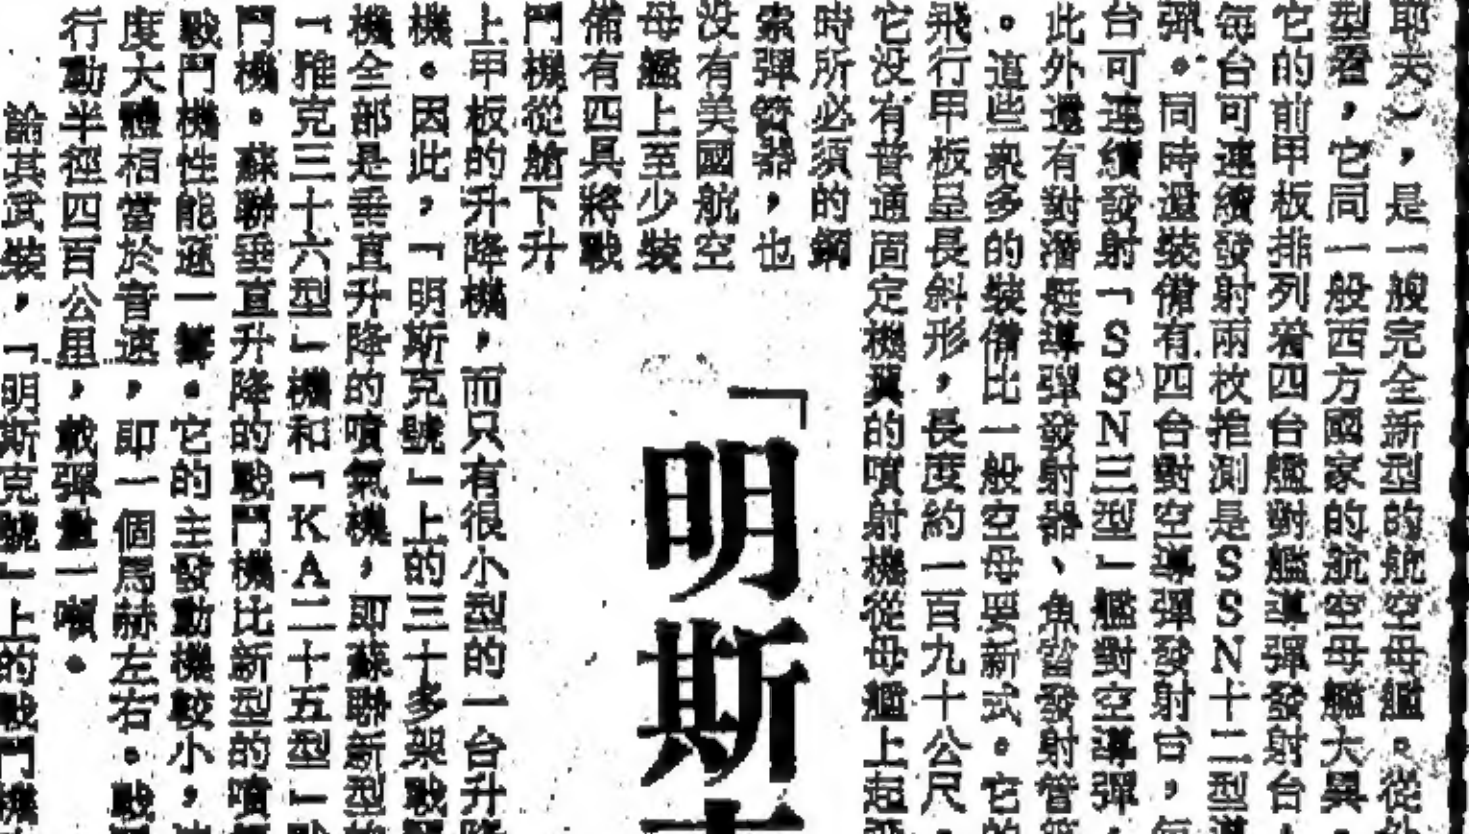 耶夫），是一艘完全新型的航空母艦。從外
型看，它同一般西方國家的航空母艦大異。
它的前甲板排列着四台艦對艦導彈發射台，
每台可連續發射兩枚推測是SSN十二型導
彈。同時還裝備有四台對空導彈發射台，每
台可連續發射「SSN三型」艦對空導彈，
此外還有對潛艇導彈發射器、魚雷發射管等
。這些衆多的裝備比一般空母要新式。它的
飛行甲板呈長斜形，長度約一百九十公尺，
它没有普通固定機翼的噴射機從母艦上起飛
時所必須的鋼
索彈簧器，也
没有美國航空
母艦上至少裝
備有四具將戰
鬥機從艙下升
「明斯克
上甲板的升降機，而只有很小型的一台升降
機。因此，「明斯克號」上的三十多架戰鬥
機全部是垂直升降的噴氣機，即蘇聯新型的
「雅克三十六型」機和「KA二十五型」戰
鬥機。蘇聯垂直升降的戰鬥機比新型的噴氣
戰鬥機性能遜一籌。它的主發動機較小，速
度大體相當於音速，即一個馬赫左右。戰鬥
行動半徑四百公里，載彈量一噸。
論其武裝，「明斯克號」上的戰鬥機